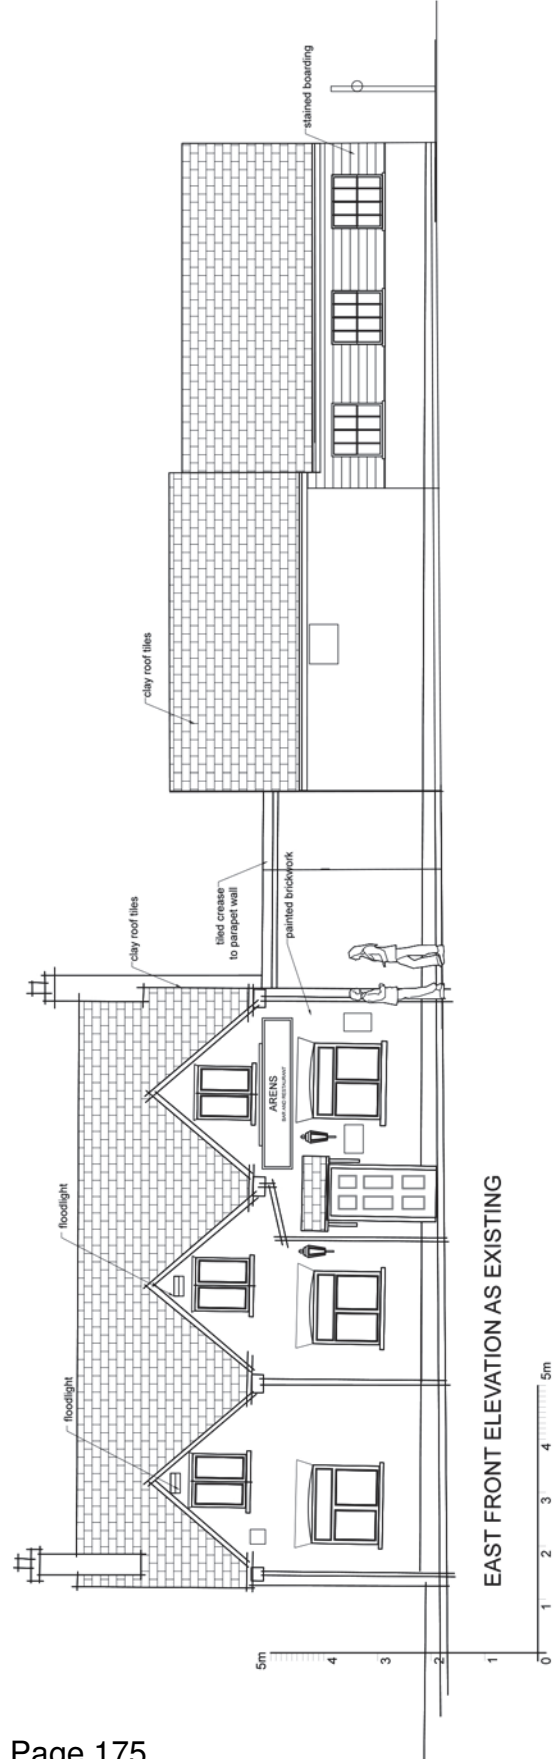 floodlight
floodlight
clay roof tiles
tiled crease
to parapet wall
painted brickwork
clay roof tiles
stained boarding
ARENS
BAR AND RESTAURANT
EAST FRONT ELEVATION AS EXISTING
5m
4
3
2
1
0
1
2
3
4
5m
Page 175